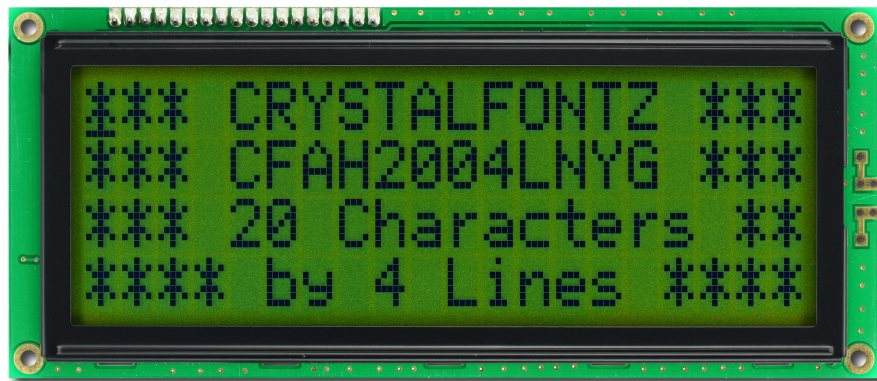 *** CRYSTALFONTZ ***
*** CFAH2004LNYG ***
*** 20 Characters **
**** by 4 Lines ****